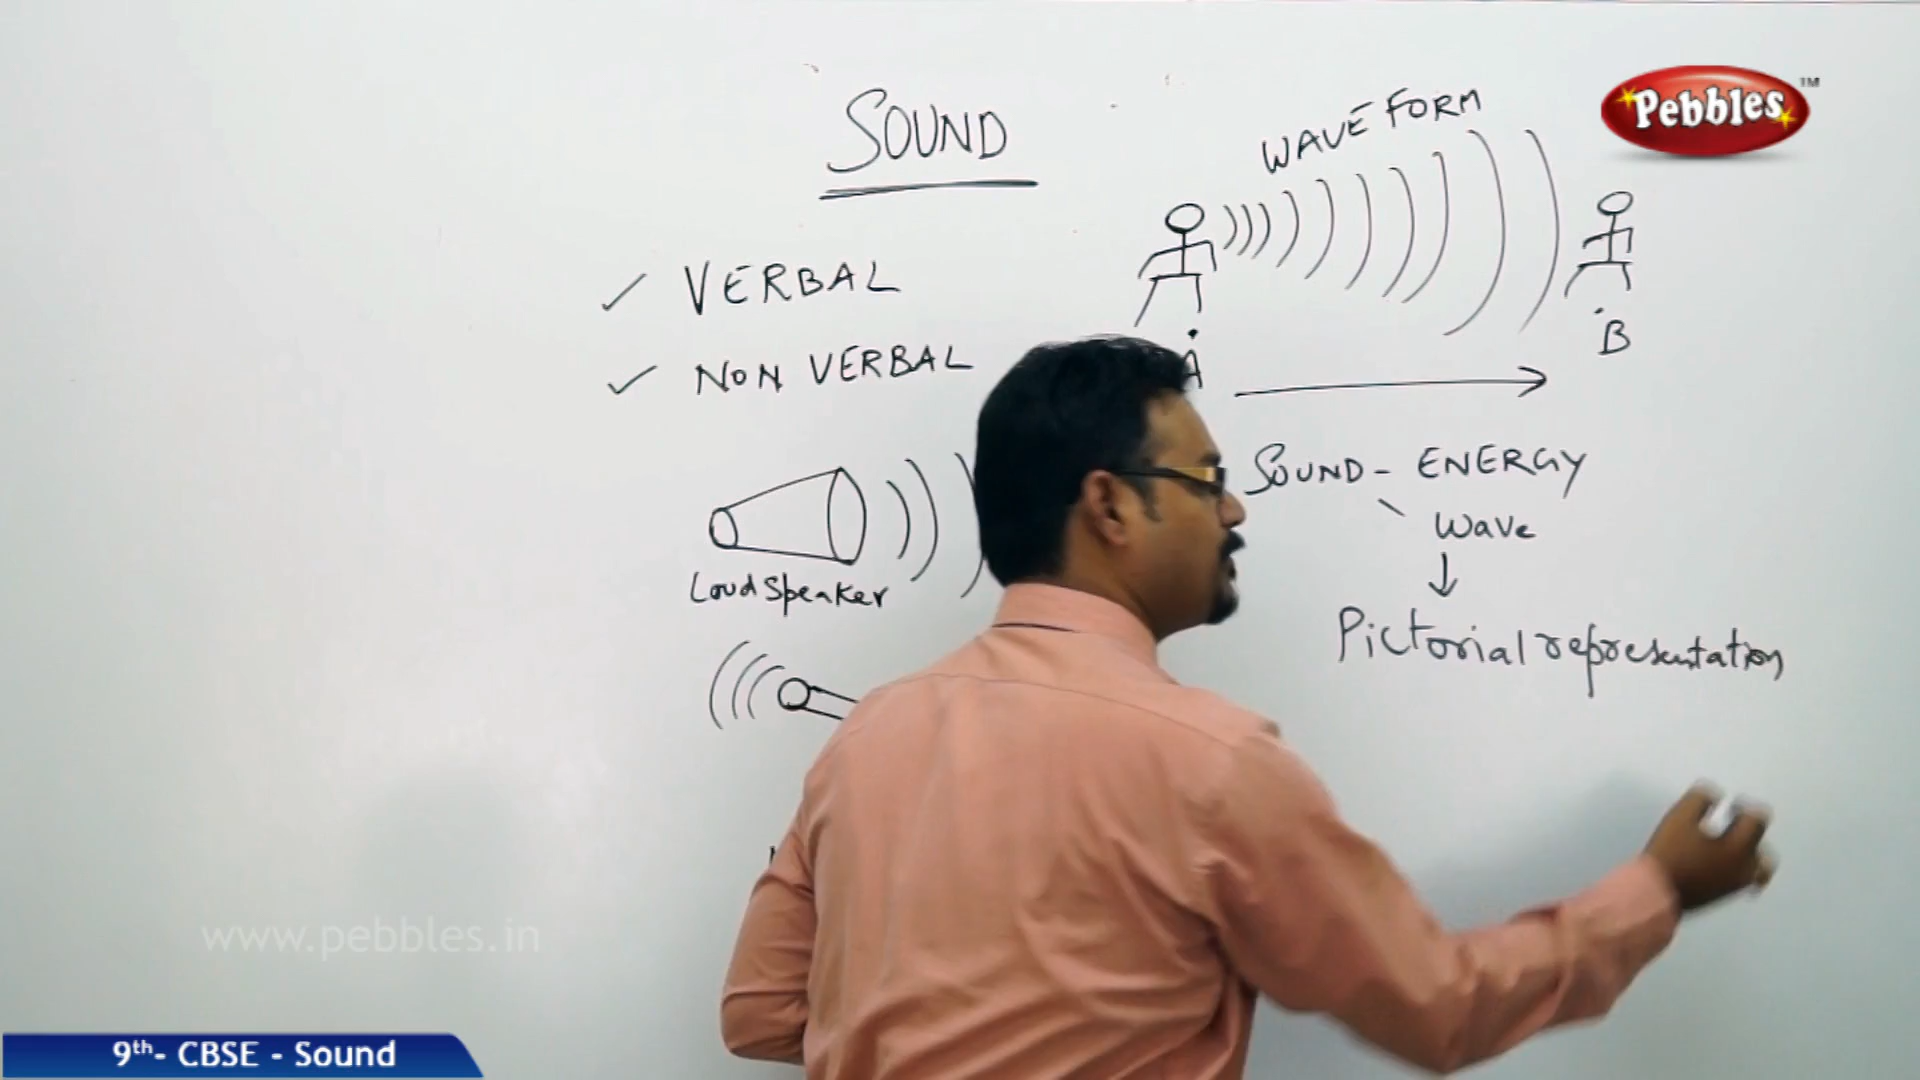 SOUND
WAVE FORM
Pebbles™
✓ VERBAL
✓ NON VERBAL
A
B
SOUND - ENERGY
Wave
Pictorial representation
Loud Speaker
www.pebbles.in
9th- CBSE - Sound